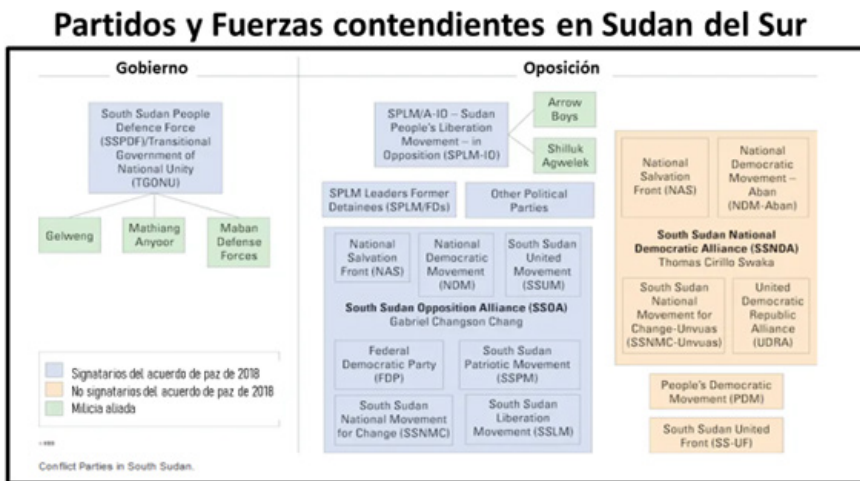 Partidos y Fuerzas contendientes en Sudan del Sur
Gobierno
Oposición
South Sudan People
Defence Force
(SSPDF)/Transitional
Government of
National Unity
(TGONU)
Gelweng
Mathiang
Anyoor
Maban
Defense
Forces
SPLM/A-IO – Sudan
People's Liberation
Movement – in
Opposition (SPLM-IO)
Arrow
Boys
Shilluk
Agwelek
SPLM Leaders Former
Detainees (SPLM/FDs)
Other Political
Parties
National
Salvation
Front (NAS)
National
Democratic
Movement
(NDM)
South Sudan
United
Movement
(SSUM)
South Sudan Opposition Alliance (SSOA)
Gabriel Changson Chang
Federal
Democratic Party
(FDP)
South Sudan
Patriotic Movement
(SSPM)
South Sudan
National Movement
for Change (SSNMC)
South Sudan
Liberation
Movement (SSLM)
National
Salvation
Front (NAS)
National
Democratic
Movement –
Aban
(NDM-Aban)
South Sudan National
Democratic Alliance (SSNDA)
Thomas Cirillo Swaka
South Sudan
National
Movement for
Change-Unvuas
(SSNMC-Unvuas)
United
Democratic
Republic
Alliance
(UDRA)
People's Democratic
Movement (PDM)
South Sudan United
Front (SS-UF)
Signatarios del acuerdo de paz de 2018
No signatarios del acuerdo de paz de 2018
Milicia aliada
Conflict Parties in South Sudan.